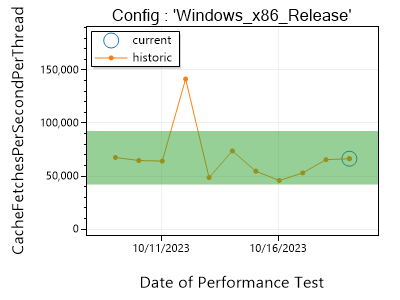 Config : 'Windows_x86_Release'
current
historic
CacheFetchesPerSecondPerThread
150,000
100,000
50,000
0
10/11/2023
10/16/2023
Date of Performance Test